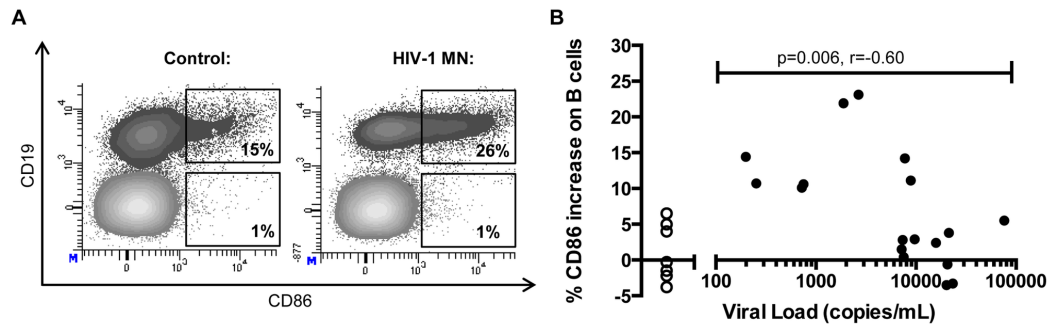 A
Control:
HIV-1 MN:
CD19
10⁴
10³
0
15%
1%
M
0
10³
10⁴
10⁴
10³
0
-877
26%
1%
M
0
10³
10⁴
CD86
B
% CD86 increase on B cells
30
25
20
15
10
5
0
-5
p=0.006, r=-0.60
100
1000
10000
100000
Viral Load (copies/mL)